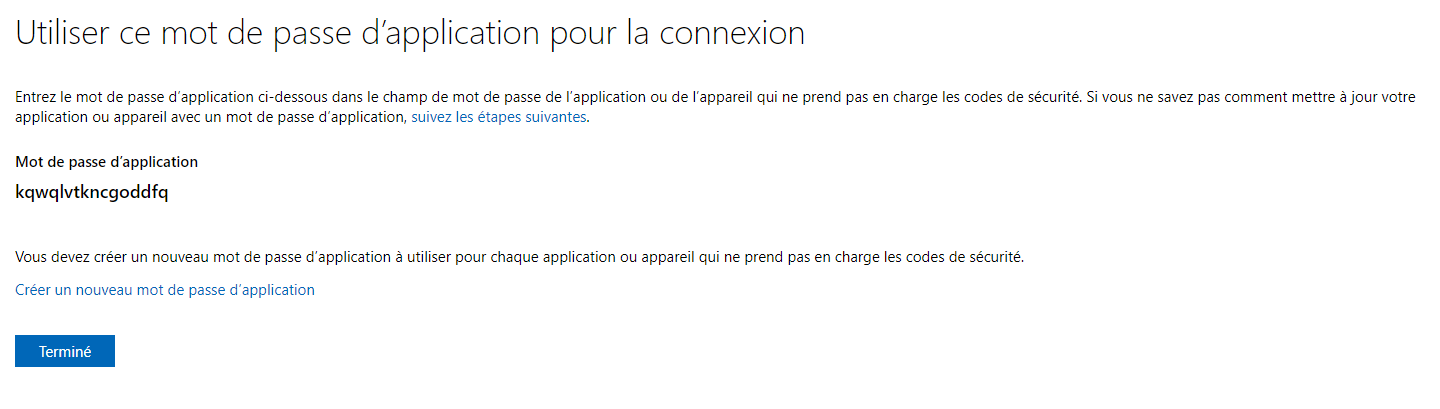 Utiliser ce mot de passe d’application pour la connexion
Entrez le mot de passe d’application ci-dessous dans le champ de mot de passe de l’application ou de l’appareil qui ne prend pas en charge les codes de sécurité. Si vous ne savez pas comment mettre à jour votre
application ou appareil avec un mot de passe d’application, suivez les étapes suivantes.
Mot de passe d’application
kqwqlvtkncgoddfq
Vous devez créer un nouveau mot de passe d’application à utiliser pour chaque application ou appareil qui ne prend pas en charge les codes de sécurité.
Créer un nouveau mot de passe d’application
Terminé